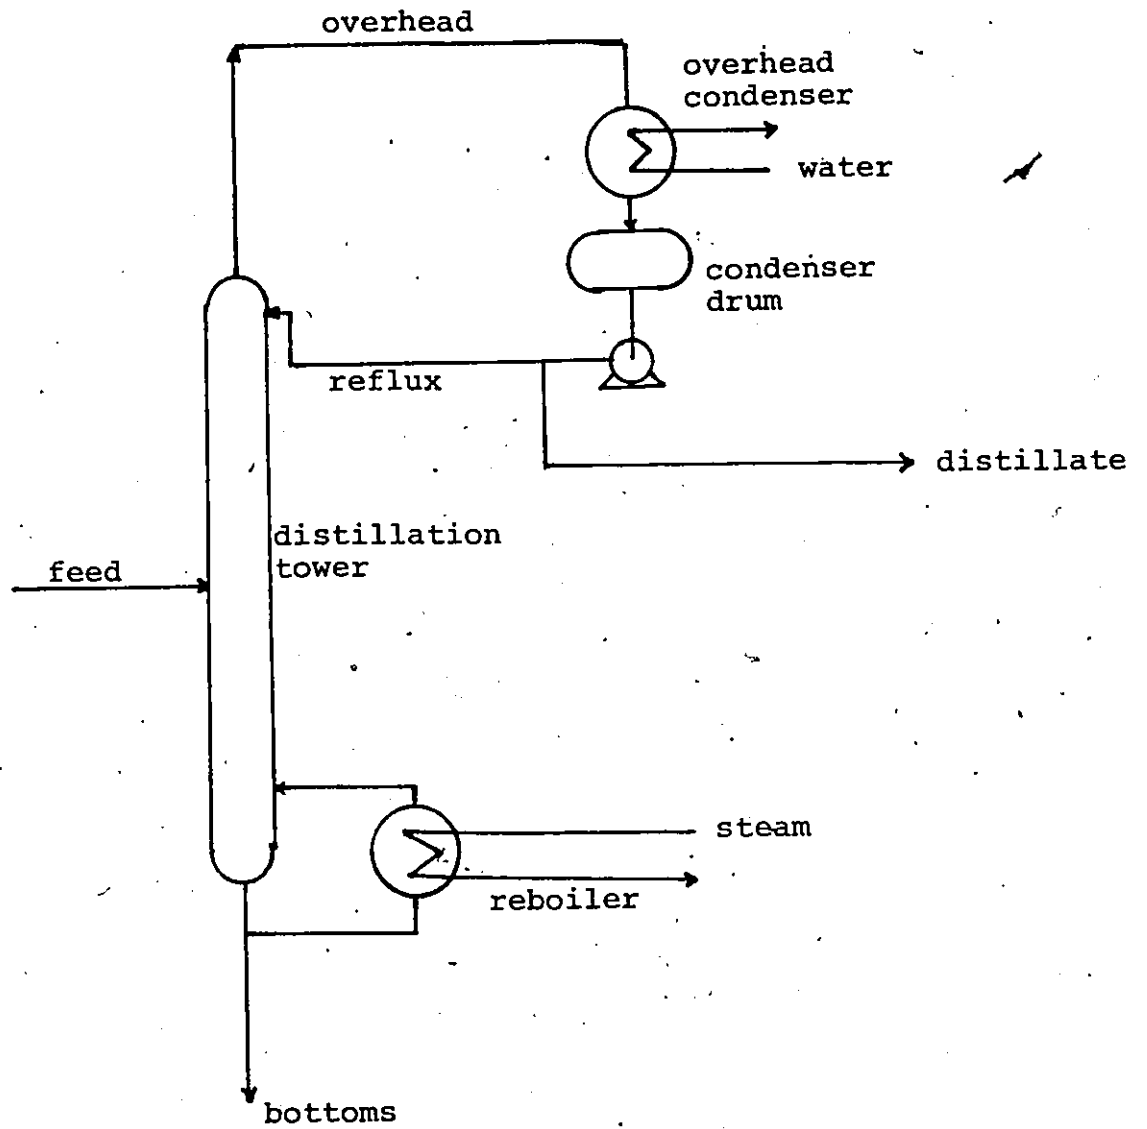 overhead
overhead
condenser
water
condenser
drum
reflux
distillate
distillation
tower
feed
steam
reboiler
bottoms